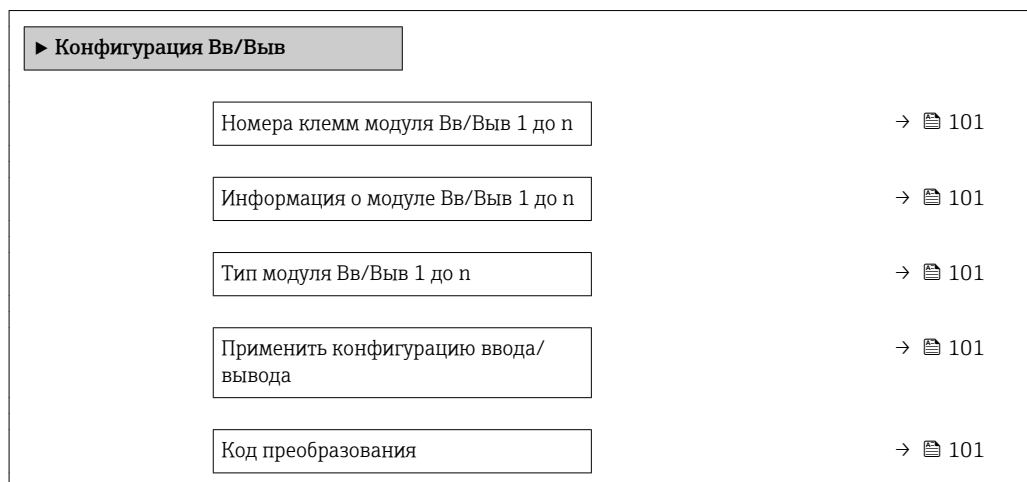 ▶ Конфигурация Вв/Выв
Номера клемм модуля Вв/Выв 1 до n → 101
Информация о модуле Вв/Выв 1 до n → 101
Тип модуля Вв/Выв 1 до n → 101
Применить конфигурацию ввода/ → 101
вывода
Код преобразования → 101